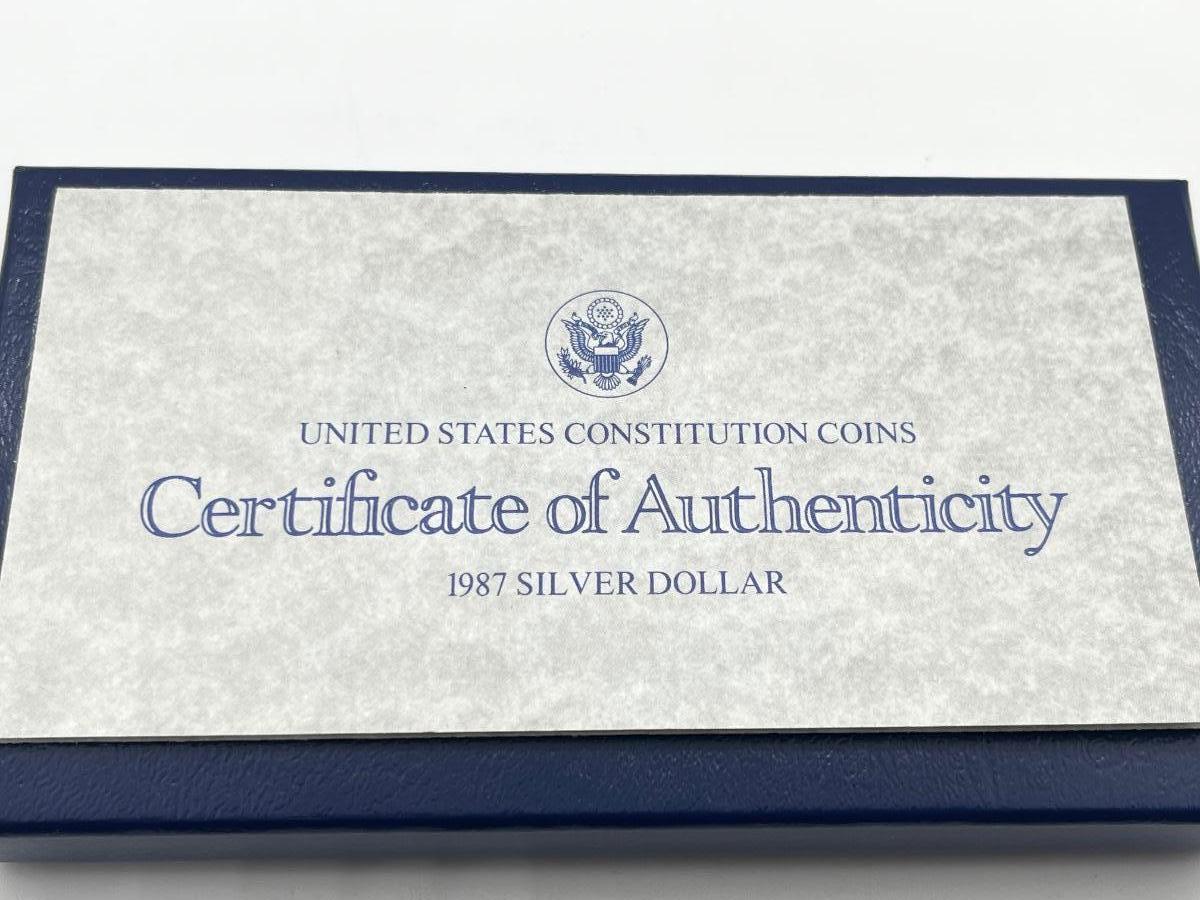 UNITED STATES CONSTITUTION COINS
Certificate of Authenticity
1987 SILVER DOLLAR